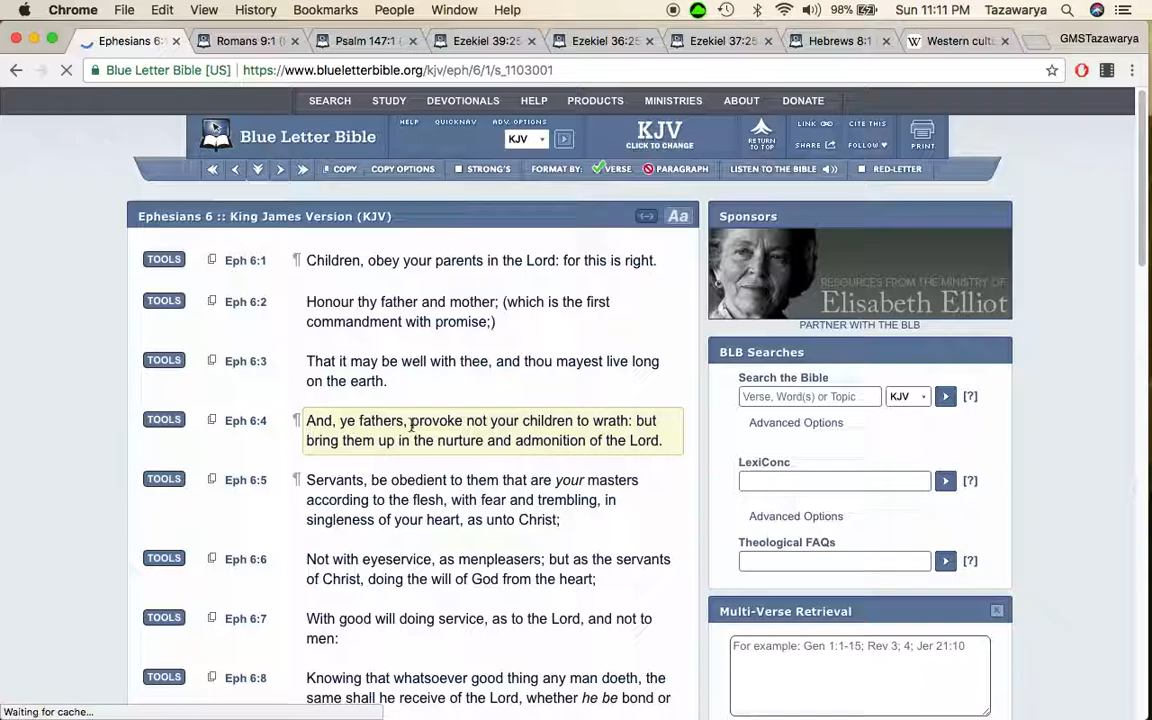 Chrome File Edit View History Bookmarks People Window Help 98% Sun 11:11 PM Tazawarya
Ephesians 6: Romans 9:1 ( Psalm 147:1 Ezekiel 39:25 Ezekiel 36:25 Ezekiel 37:25 Hebrews 8:1 W Western cult GMSTazawarya
Blue Letter Bible [US] https://www.blueletterbible.org/kjv/eph/6/1/s_1103001
SEARCH STUDY DEVOTIONALS HELP PRODUCTS MINISTRIES ABOUT DONATE
HELP QUICKNAV ADV. OPTIONS
Blue Letter Bible KJV
KJV
CLICK TO CHANGE
RETURN
TO TOP
LINK CITE THIS
SHARE FOLLOW
PRINT
COPY COPY OPTIONS STRONG'S FORMAT BY: VERSE PARAGRAPH LISTEN TO THE BIBLE RED-LETTER
Ephesians 6 :: King James Version (KJV) Aa
TOOLS Eph 6:1 ¶ Children, obey your parents in the Lord: for this is right.
TOOLS Eph 6:2 Honour thy father and mother; (which is the first
commandment with promise;)
TOOLS Eph 6:3 That it may be well with thee, and thou mayest live long
on the earth.
TOOLS Eph 6:4 ¶ And, ye fathers, provoke not your children to wrath: but
bring them up in the nurture and admonition of the Lord.
TOOLS Eph 6:5 ¶ Servants, be obedient to them that are your masters
according to the flesh, with fear and trembling, in
singleness of your heart, as unto Christ;
TOOLS Eph 6:6 Not with eyeservice, as menpleasers; but as the servants
of Christ, doing the will of God from the heart;
TOOLS Eph 6:7 With good will doing service, as to the Lord, and not to
men:
TOOLS Eph 6:8 Knowing that whatsoever good thing any man doeth, the
same shall he receive of the Lord, whether he be bond or
Sponsors
RESOURCES FROM THE MINISTRY OF
Elisabeth Elliot
PARTNER WITH THE BLB
BLB Searches
Search the Bible
Verse, Word(s) or Topic KJV [?]
Advanced Options
LexiConc
[?]
Advanced Options
Theological FAQs
[?]
Multi-Verse Retrieval x
For example: Gen 1:1-15; Rev 3; 4; Jer 21:10
Waiting for cache...